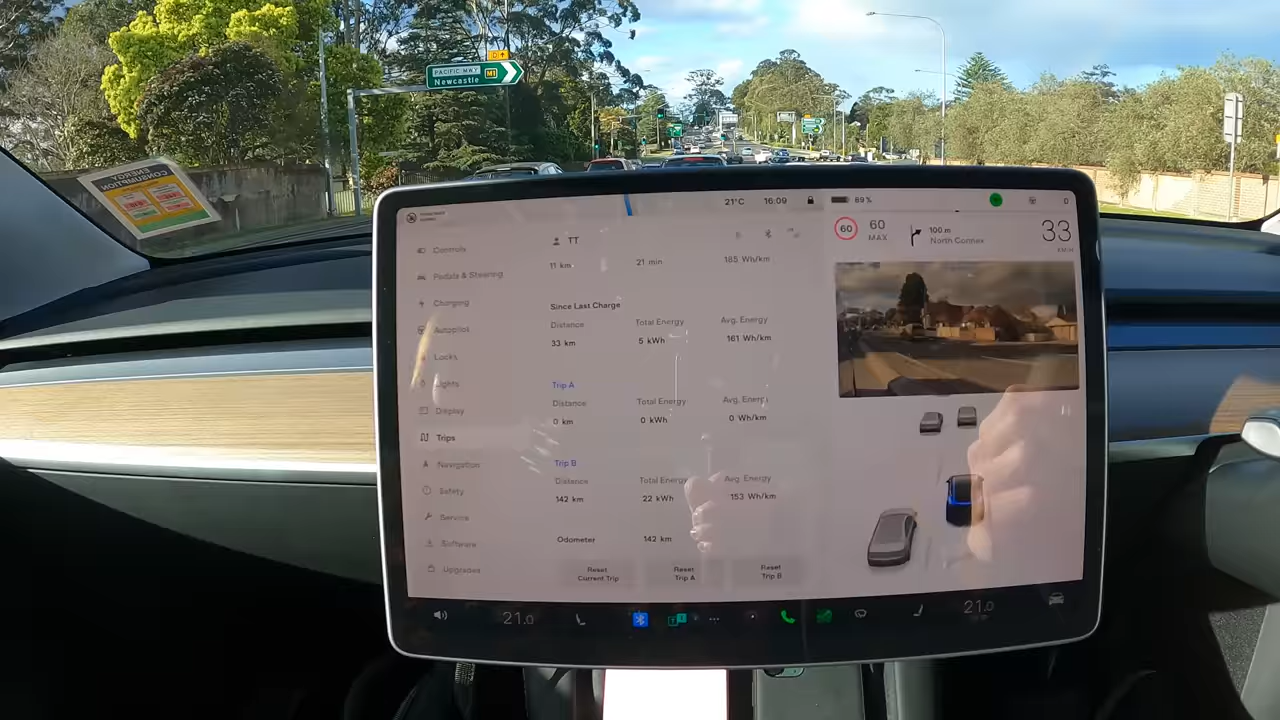 D
PACIFIC MWY
Newcastle M1
ENERGY
CONSUMPTION
21°C 16:09 69% D
TT
11 km 21 min 185 Wh/km
Since Last Charge
Distance Total Energy Avg. Energy
33 km 5 kWh 161 Wh/km
Trip A
Distance Total Energy Avg. Energy
0 km 0 kWh 0 Wh/km
Trip B
Distance Total Energy Avg. Energy
142 km 22 kWh 153 Wh/km
Odometer 142 km
Reset
Current Trip
Reset
Trip A
Reset
Trip B
Controls
Pedals & Steering
Charging
Autopilot
Locks
Lights
Display
Trips
Navigation
Safety
Service
Software
Upgrades
60
60
MAX
100 m
North Connex
33
KM/H
21.0
21.0